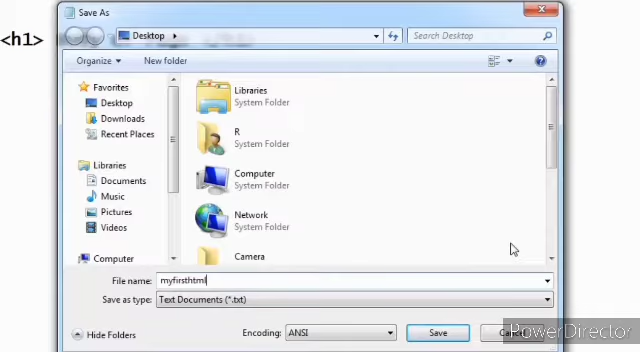 Save As
<h1>
Desktop
Search Desktop
Organize
New folder
Favorites
Desktop
Downloads
Recent Places
Libraries
Documents
Music
Pictures
Videos
Computer
Libraries
System Folder
R
System Folder
Computer
System Folder
Network
System Folder
Camera
File name: myfirsthtml
Save as type: Text Documents (*.txt)
Hide Folders
Encoding: ANSI
Save
Cancel
PowerDirector